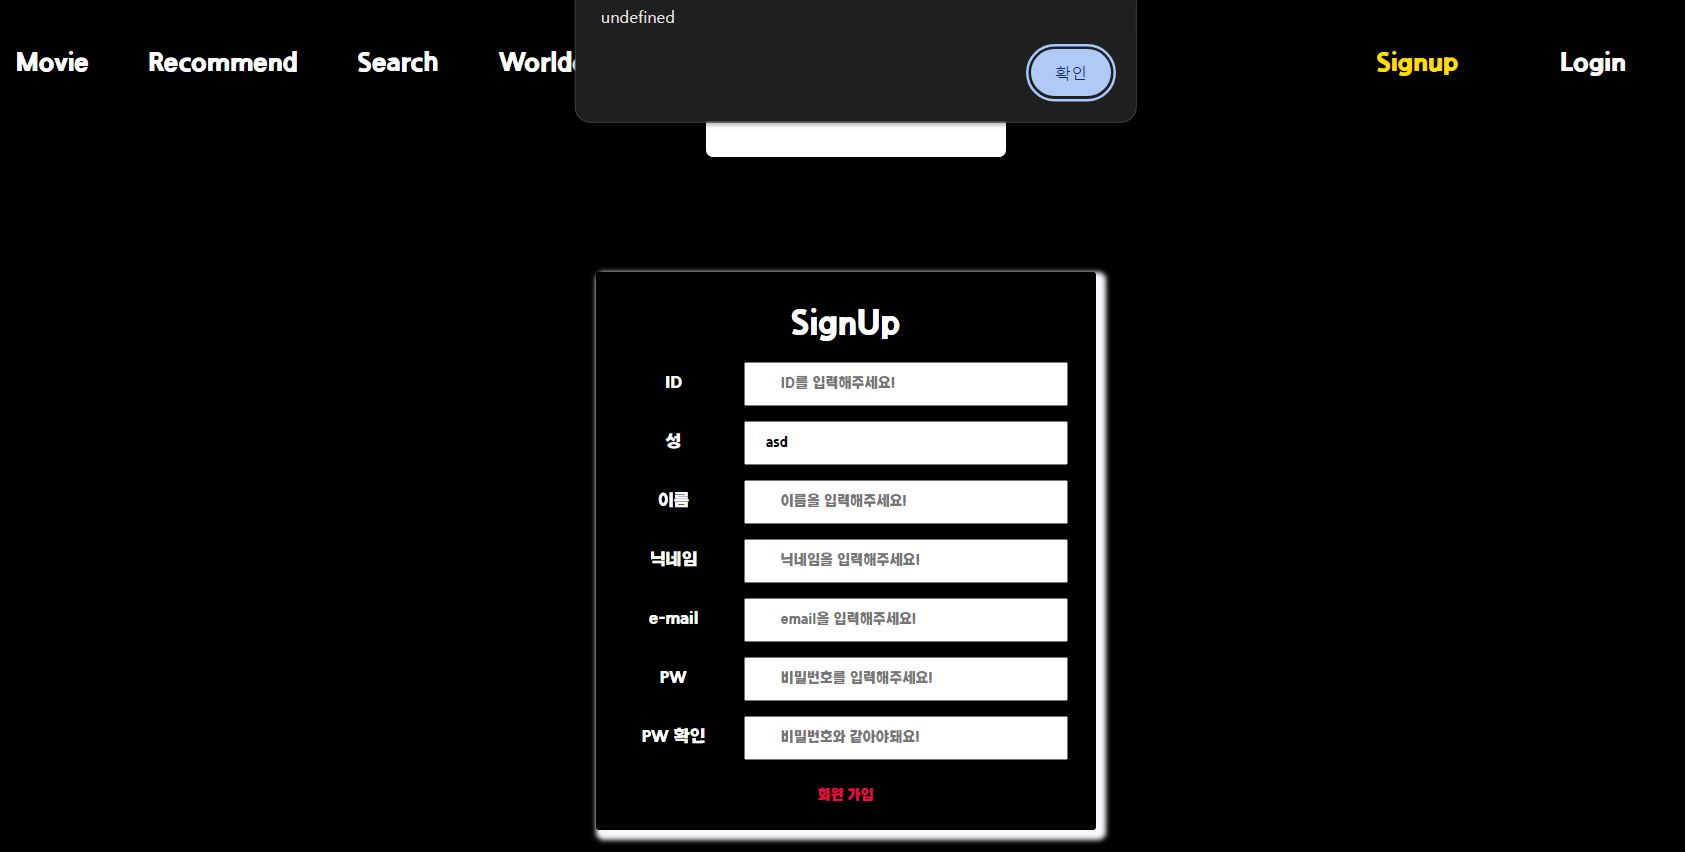 undefined
확인
Movie Recommend Search World
Signup Login
SignUp
ID ID를 입력해주세요!
성 asd
이름 이름을 입력해주세요!
닉네임 닉네임을 입력해주세요!
e-mail email을 입력해주세요!
PW 비밀번호를 입력해주세요!
PW 확인 비밀번호와 같아야돼요!
회원 가입